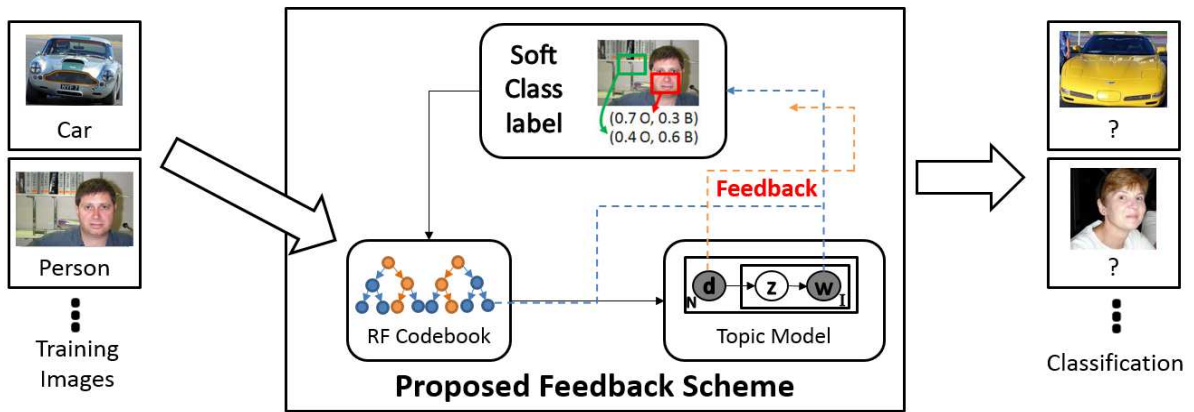 Car
Person
Training
Images
Soft
Class
label
(0.7 O, 0.3 B)
(0.4 O, 0.6 B)
Feedback
RF Codebook
d
z
w
N
I
Topic Model
Proposed Feedback Scheme
?
?
Classification